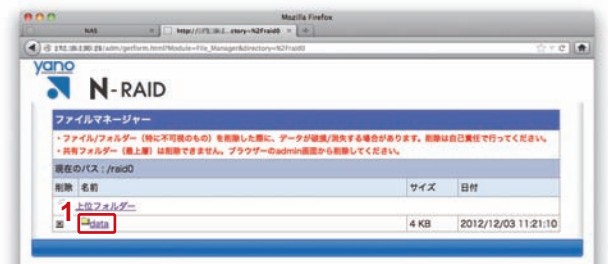 Mozilla Firefox
NAS
yano
N-RAID
ファイルマネージャー
・ファイル/フォルダー（特に不可視のもの）を削除した際に、データが破損/消失する場合があります。削除は自己責任で行ってください。
・共有フォルダー（最上層）は削除できません。ブラウザーのadmin画面から削除してください。
現在のパス : /raid0
削除 名前 サイズ 日付
上位フォルダー
1 data 4 KB 2012/12/03 11:21:10